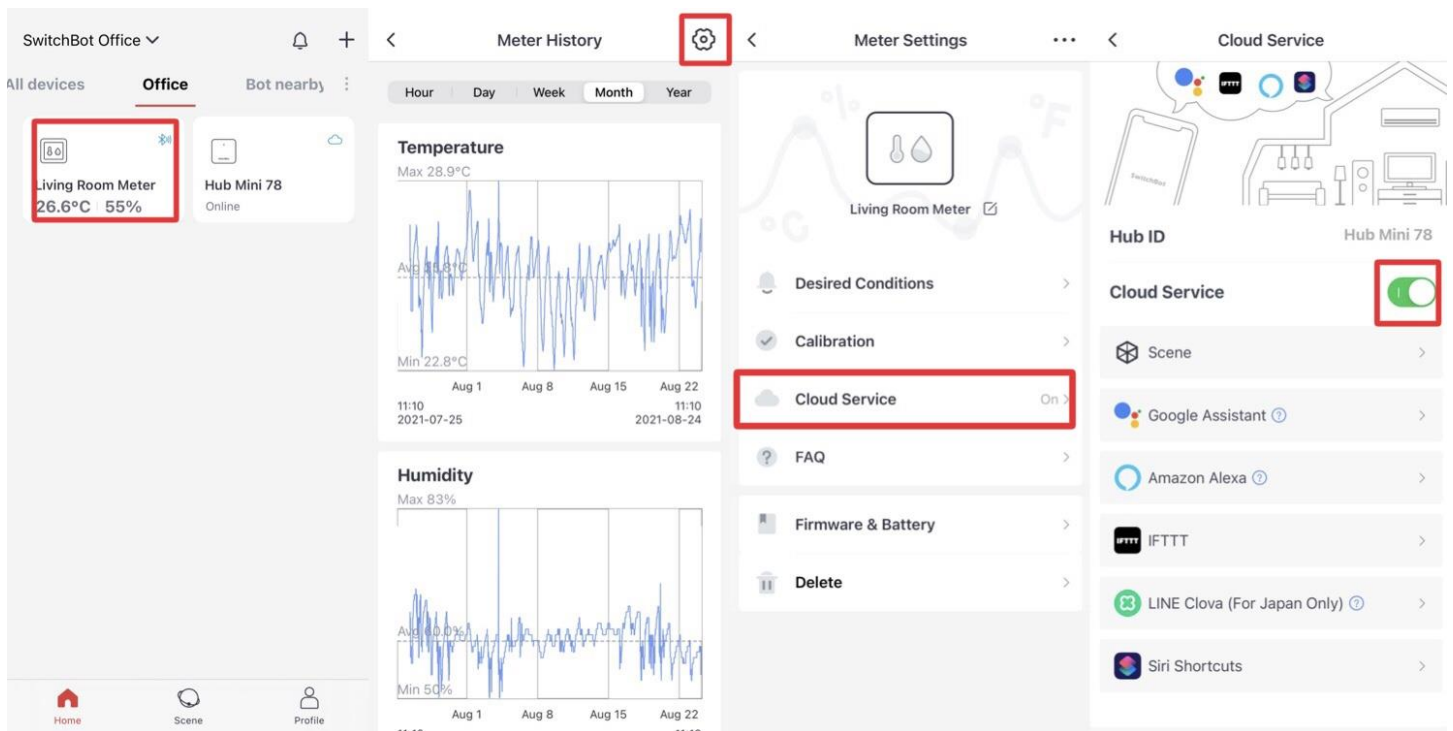 SwitchBot Office
All devices
Office
Bot nearby
Living Room Meter
26.6°C 55%
Hub Mini 78
Online
Home
Scene
Profile
Meter History
Hour
Day
Week
Month
Year
Temperature
Max 28.9°C
Min 22.8°C
Aug 1
Aug 8
Aug 15
Aug 22
11:10
2021-07-25
11:10
2021-08-24
Humidity
Max 83%
Avg 60.0%
Min 50%
Aug 1
Aug 8
Aug 15
Aug 22
Meter Settings
%
°F
°C
Living Room Meter
Desired Conditions
Calibration
Cloud Service
On
FAQ
Firmware & Battery
Delete
Cloud Service
IFTTT
SwitchBot
Hub ID
Hub Mini 78
Cloud Service
Scene
Google Assistant
Amazon Alexa
IFTTT
IFTTT
LINE Clova (For Japan Only)
Siri Shortcuts